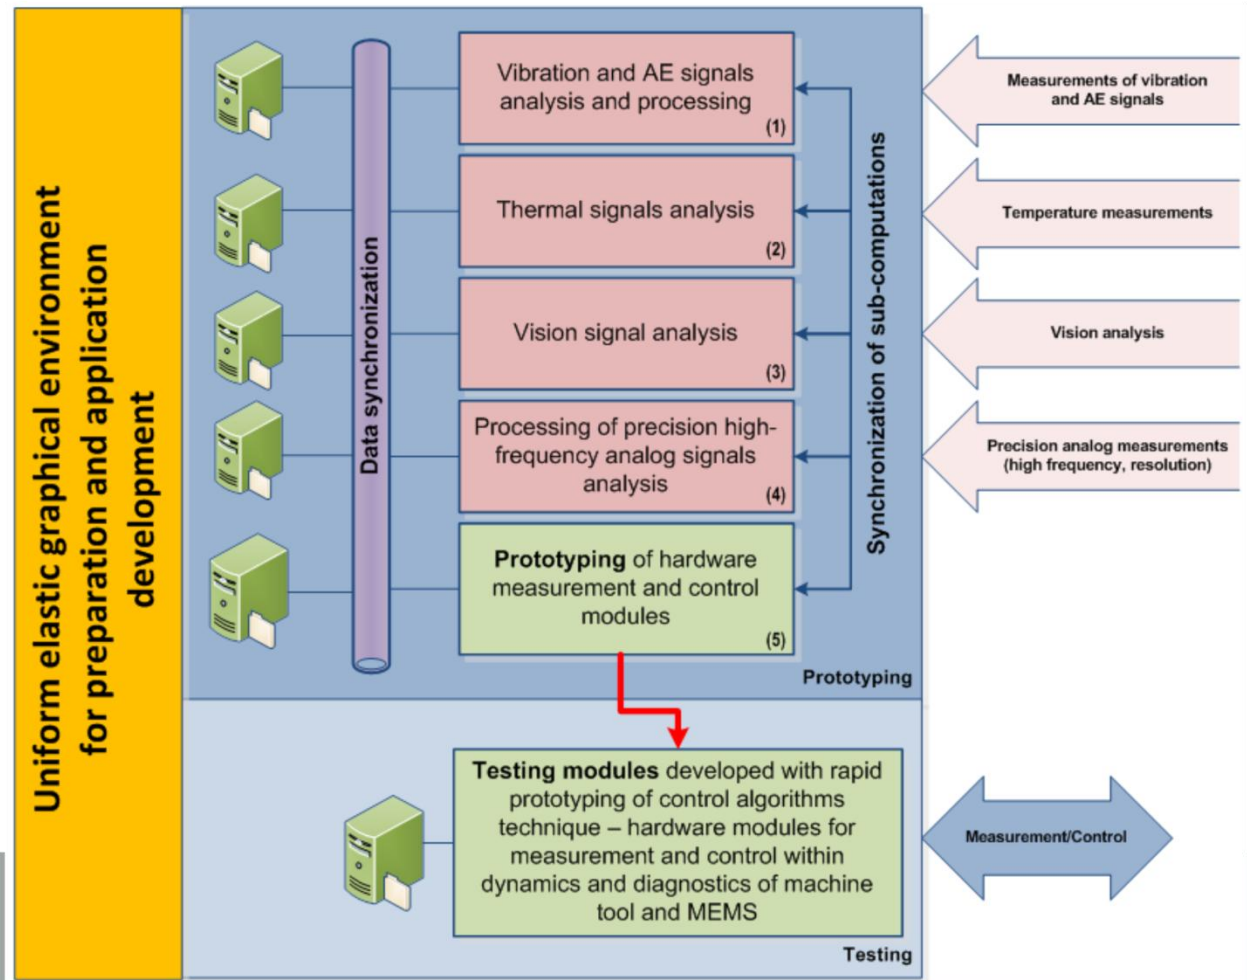 Uniform elastic graphical environment
for preparation and application
development
Data synchronization
Vibration and AE signals
analysis and processing
(1)
Thermal signals analysis
(2)
Vision signal analysis
(3)
Processing of precision high-
frequency analog signals
analysis
(4)
Prototyping of hardware
measurement and control
modules
(5)
Synchronization of sub-computations
Prototyping
Measurements of vibration
and AE signals
Temperature measurements
Vision analysis
Precision analog measurements
(high frequency, resolution)
Testing modules developed with rapid
prototyping of control algorithms
technique – hardware modules for
measurement and control within
dynamics and diagnostics of machine
tool and MEMS
Testing
Measurement/Control